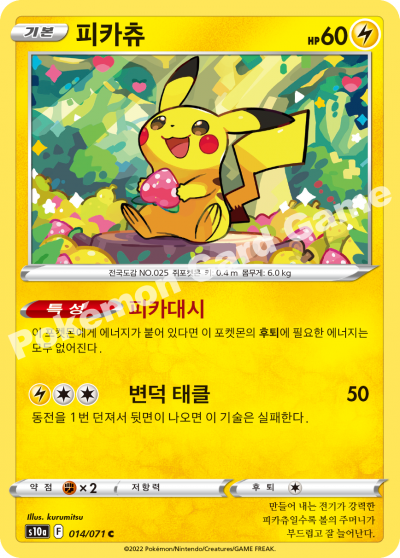 기본 피카츄 HP 60
전국도감 NO.025 쥐포켓몬 키: 0.4 m 몸무게: 6.0 kg
특성 피카대시
이 포켓몬에게 에너지가 붙어 있다면 이 포켓몬의 후퇴에 필요한 에너지는
모두 없어진다.
변덕 태클 50
동전을 1번 던져서 뒷면이 나오면 이 기술은 실패한다.
약점 ×2 저항력 후퇴
Illus. kurumitsu
s10a F 014/071 C
만들어 내는 전기가 강력한
피카츄일수록 볼의 주머니가
부드럽고 잘 늘어난다.
©2022 Pokémon/Nintendo/Creatures/GAME FREAK.
Pokémon Card Game